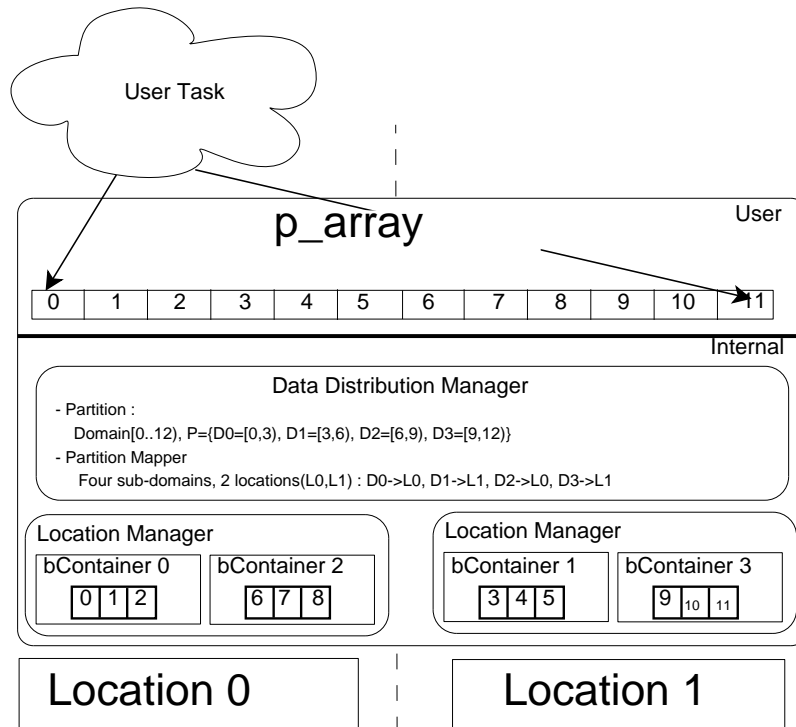 User Task
User
p_array
0 1 2 3 4 5 6 7 8 9 10 11
Internal
Data Distribution Manager
- Partition :
Domain[0..12), P={D0=[0,3), D1=[3,6), D2=[6,9), D3=[9,12)}
- Partition Mapper
Four sub-domains, 2 locations(L0,L1) : D0->L0, D1->L1, D2->L0, D3->L1
Location Manager
bContainer 0
0 1 2
bContainer 2
6 7 8
Location Manager
bContainer 1
3 4 5
bContainer 3
9 10 11
Location 0
Location 1